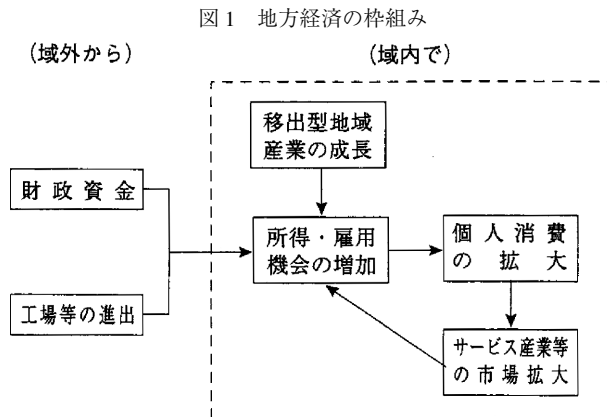 図1 地方経済の枠組み
(域外から)
(域内で)
移出型地域
産業の成長
財政資金
所得・雇用
機会の増加
個人消費
の拡大
工場等の進出
サービス産業等
の市場拡大